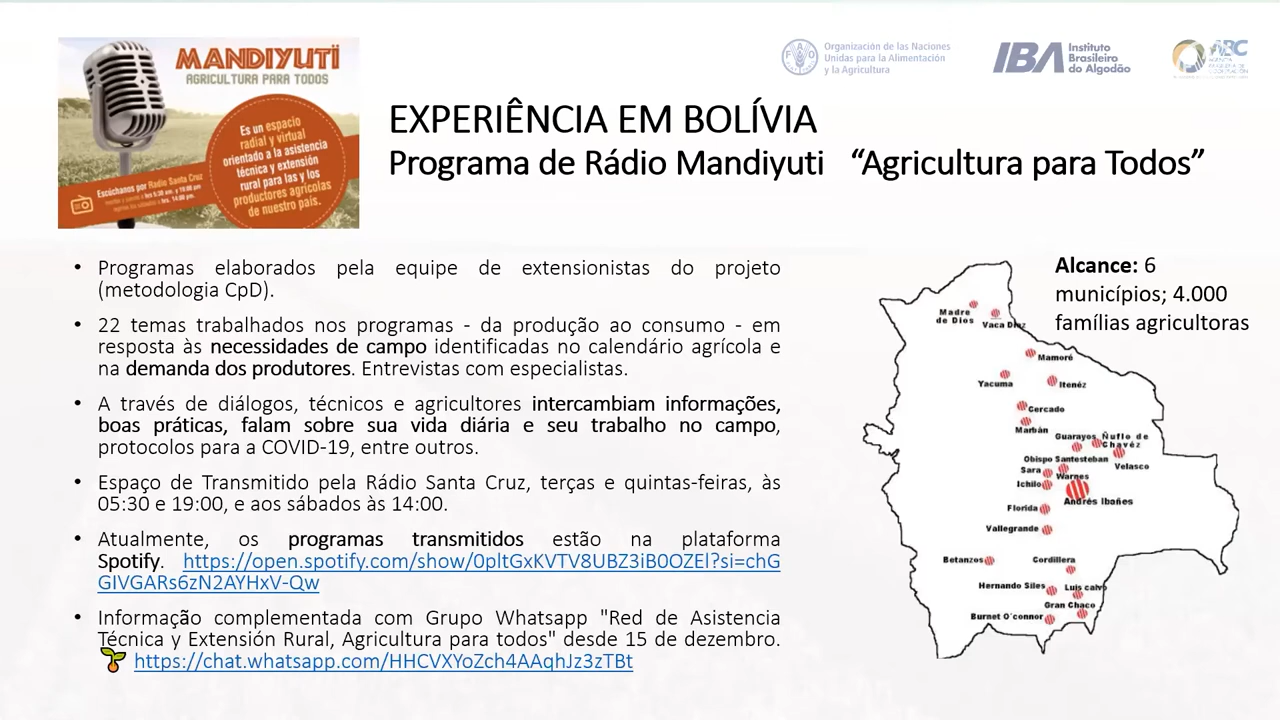 MANDIYUTI
AGRICULTURA PARA TODOS
Es un espacio
radial y virtual
orientado a la asistencia
técnica y extensión
rural para las y los
productores agrícolas
de nuestro país.
Escúchanos por Radio Santa Cruz
Organización de las Naciones
Unidas para la Alimentación
y la Agricultura
IBA
Instituto
Brasileiro
do Algodão
ABC
EXPERIÊNCIA EM BOLÍVIA
Programa de Rádio Mandiyuti “Agricultura para Todos”
• Programas elaborados pela equipe de extensionistas do projeto
(metodologia CpD).
• 22 temas trabalhados nos programas - da produção ao consumo - em
resposta às necessidades de campo identificadas no calendário agrícola e
na demanda dos produtores. Entrevistas com especialistas.
• A través de diálogos, técnicos e agricultores intercambiam informações,
boas práticas, falam sobre sua vida diária e seu trabalho no campo,
protocolos para a COVID-19, entre outros.
• Espaço de Transmitido pela Rádio Santa Cruz, terças e quintas-feiras, às
05:30 e 19:00, e aos sábados às 14:00.
• Atualmente, os programas transmitidos estão na plataforma
Spotify. https://open.spotify.com/show/0pltGxKVTV8UBZ3iB0OZEl?si=chG
GIVGARs6zN2AYHxV-Qw
• Informação complementada com Grupo Whatsapp "Red de Asistencia
Técnica y Extensión Rural, Agricultura para todos" desde 15 de dezembro.
https://chat.whatsapp.com/HHCVXYoZch4AAqhJz3zTBt
Alcance: 6
municípios; 4.000
famílias agricultoras
Madre
de Dios
Vaca Diez
Mamoré
Yacuma
Itenéz
Cercado
Marbán
Guarayos
Ñuflo de
Chavéz
Obispo Santesteban
Velasco
Sara
Warnes
Ichilo
Andrés Ibañes
Florida
Vallegrande
Betanzos
Cordillera
Hernando Siles
Luis calvo
Gran Chaco
Burnet O´connor